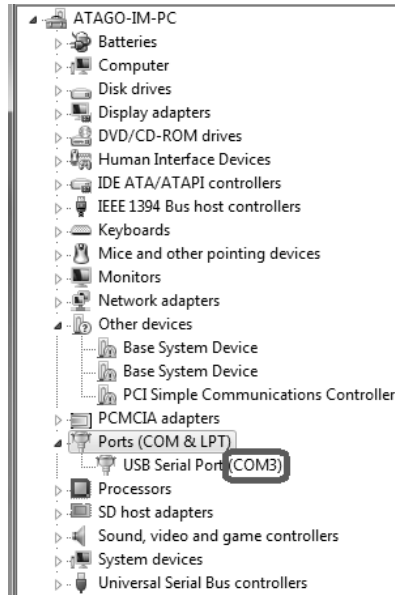 ATAGO-IM-PC
Batteries
Computer
Disk drives
Display adapters
DVD/CD-ROM drives
Human Interface Devices
IDE ATA/ATAPI controllers
IEEE 1394 Bus host controllers
Keyboards
Mice and other pointing devices
Monitors
Network adapters
Other devices
Base System Device
Base System Device
PCI Simple Communications Controller
PCMCIA adapters
Ports (COM & LPT)
USB Serial Port (COM3)
Processors
SD host adapters
Sound, video and game controllers
System devices
Universal Serial Bus controllers